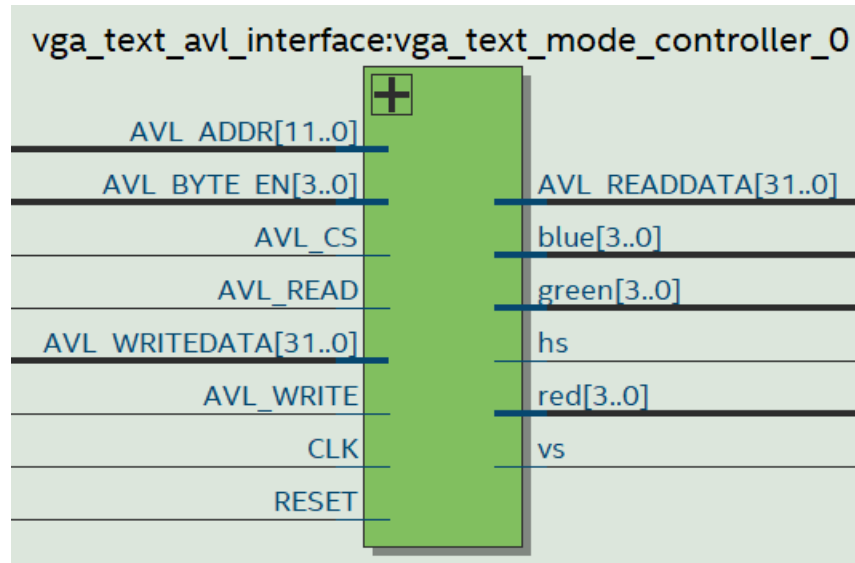 vga_text_avl_interface:vga_text_mode_controller_0
AVL_ADDR[11..0]
AVL_BYTE_EN[3..0]
AVL_CS
AVL_READ
AVL_WRITEDATA[31..0]
AVL_WRITE
CLK
RESET
AVL_READDATA[31..0]
blue[3..0]
green[3..0]
hs
red[3..0]
vs